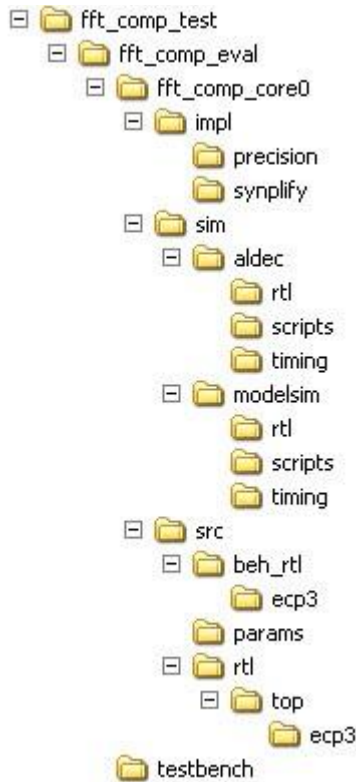 fft_comp_test
fft_comp_eval
fft_comp_core0
impl
precision
synplify
sim
aldec
rtl
scripts
timing
modelsim
rtl
scripts
timing
src
beh_rtl
ecp3
params
rtl
top
ecp3
testbench